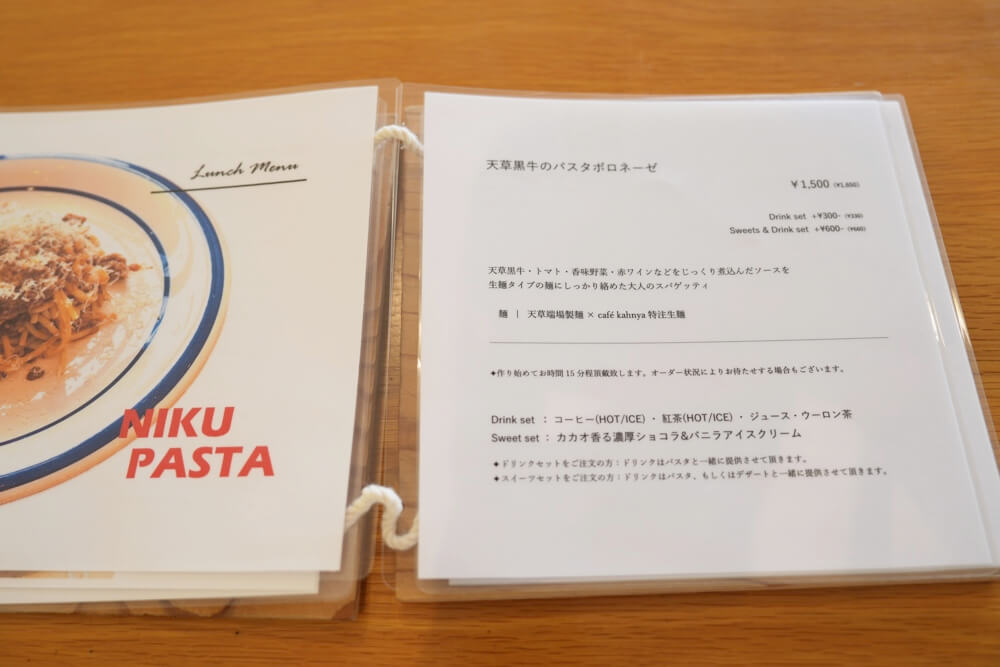 Lunch Menu
NIKU
PASTA
天草黒牛のパスタボロネーゼ
￥1,500 (¥1,650)
Drink set +¥300- (¥330)
Sweets & Drink set +¥600- (¥660)
天草黒牛・トマト・香味野菜・赤ワインなどをじっくり煮込んだソースを
生麺タイプの麺にしっかり絡めた大人のスパゲッティ
麺 | 天草端場製麺 × café kahnya 特注生麺
✦作り始めてお時間 15 分程頂戴致します。オーダー状況によりお待たせする場合もございます。
Drink set ： コーヒー(HOT/ICE) ・ 紅茶(HOT/ICE) ・ ジュース・ウーロン茶
Sweet set ： カカオ香る濃厚ショコラ&バニラアイスクリーム
✦ドリンクセットをご注文の方：ドリンクはパスタと一緒に提供させて頂きます。
✦スイーツセットをご注文の方：ドリンクはパスタ、もしくはデザートと一緒に提供させて頂きます。